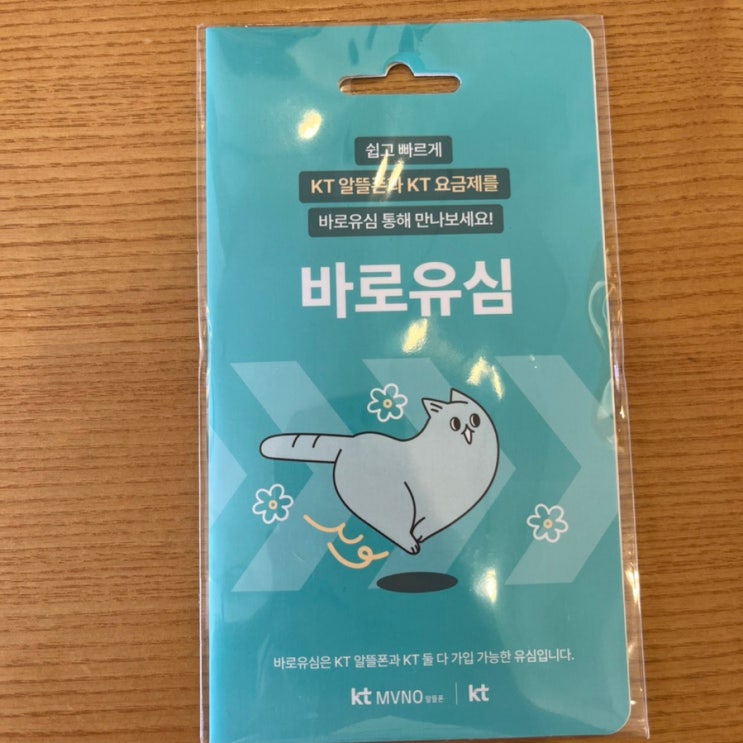 쉽고 빠르게
KT 알뜰폰과 KT 요금제를
바로유심 통해 만나보세요!
바로유심
바로유심은 KT 알뜰폰과 KT 둘 다 가입 가능한 유심입니다.
kt MVNO 알뜰폰 | kt